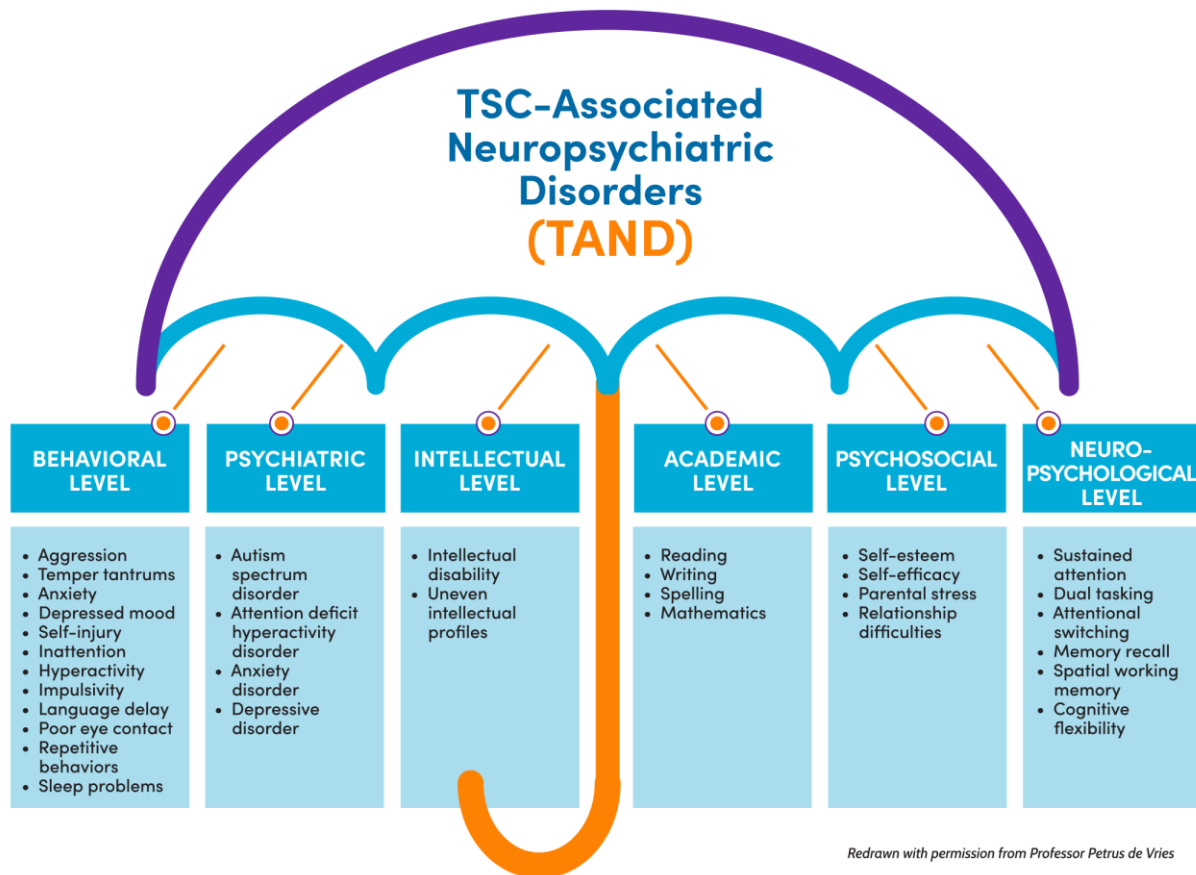 TSC-Associated
Neuropsychiatric
Disorders
(TAND)
BEHAVIORAL
LEVEL
• Aggression
• Temper tantrums
• Anxiety
• Depressed mood
• Self-injury
• Inattention
• Hyperactivity
• Impulsivity
• Language delay
• Poor eye contact
• Repetitive
behaviors
• Sleep problems
PSYCHIATRIC
LEVEL
• Autism
spectrum
disorder
• Attention deficit
hyperactivity
disorder
• Anxiety
disorder
• Depressive
disorder
INTELLECTUAL
LEVEL
• Intellectual
disability
• Uneven
intellectual
profiles
ACADEMIC
LEVEL
• Reading
• Writing
• Spelling
• Mathematics
PSYCHOSOCIAL
LEVEL
• Self-esteem
• Self-efficacy
• Parental stress
• Relationship
difficulties
NEURO-
PSYCHOLOGICAL
LEVEL
• Sustained
attention
• Dual tasking
• Attentional
switching
• Memory recall
• Spatial working
memory
• Cognitive
flexibility
Redrawn with permission from Professor Petrus de Vries